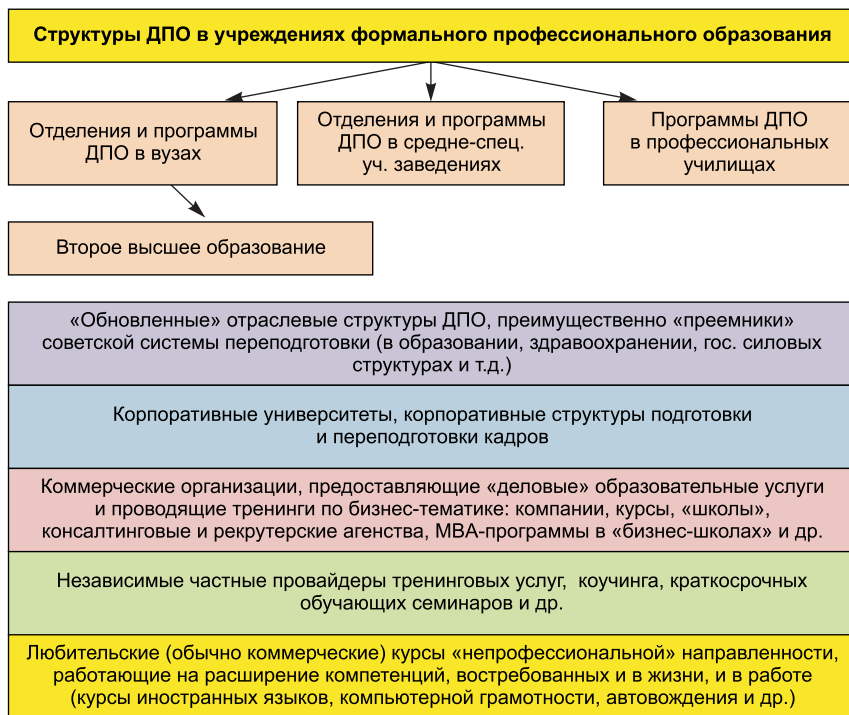 Структуры ДПО в учреждениях формального профессионального образования
Отделения и программы
ДПО в вузах
Отделения и программы
ДПО в средне-спец.
уч. заведениях
Программы ДПО
в профессиональных
училищах
Второе высшее образование
«Обновленные» отраслевые структуры ДПО, преимущественно «преемники»
советской системы переподготовки (в образовании, здравоохранении, гос. силовых
структурах и т.д.)
Корпоративные университеты, корпоративные структуры подготовки
и переподготовки кадров
Коммерческие организации, предоставляющие «деловые» образовательные услуги
и проводящие тренинги по бизнес-тематике: компании, курсы, «школы»,
консалтинговые и рекрутерские агенства, МВА-программы в «бизнес-школах» и др.
Независимые частные провайдеры тренинговых услуг, коучинга, краткосрочных
обучающих семинаров и др.
Любительские (обычно коммерческие) курсы «непрофессиональной» направленности,
работающие на расширение компетенций, востребованных и в жизни, и в работе
(курсы иностранных языков, компьютерной грамотности, автовождения и др.)